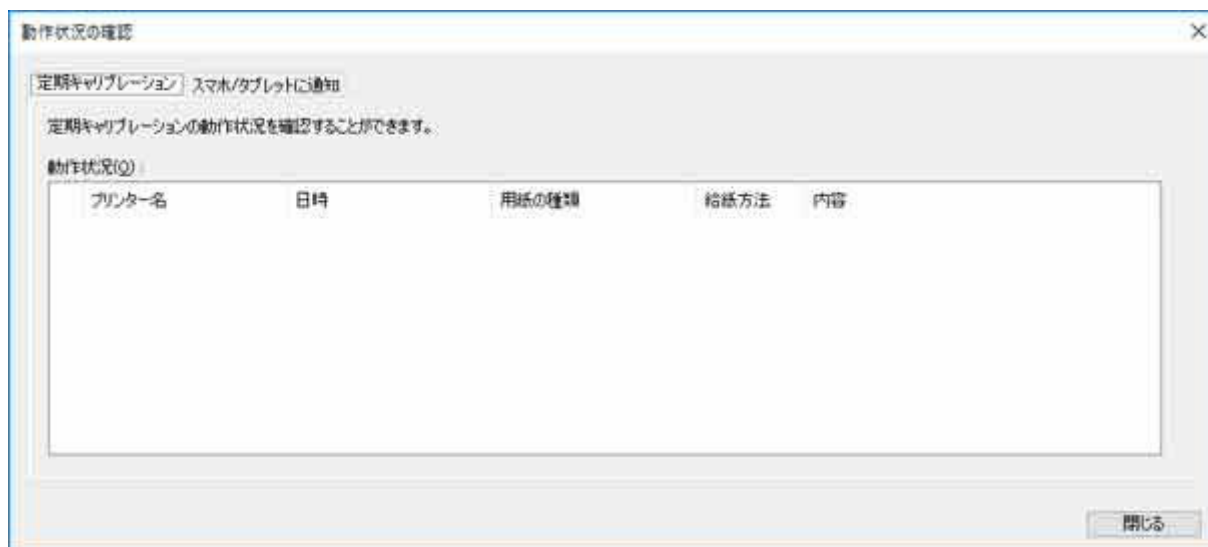 動作状況の確認
定期キャリブレーション スマホ/タブレットに通知
定期キャリブレーションの動作状況を確認することができます。
動作状況(O) :
プリンター名 日時 用紙の種類 給紙方法 内容
閉じる